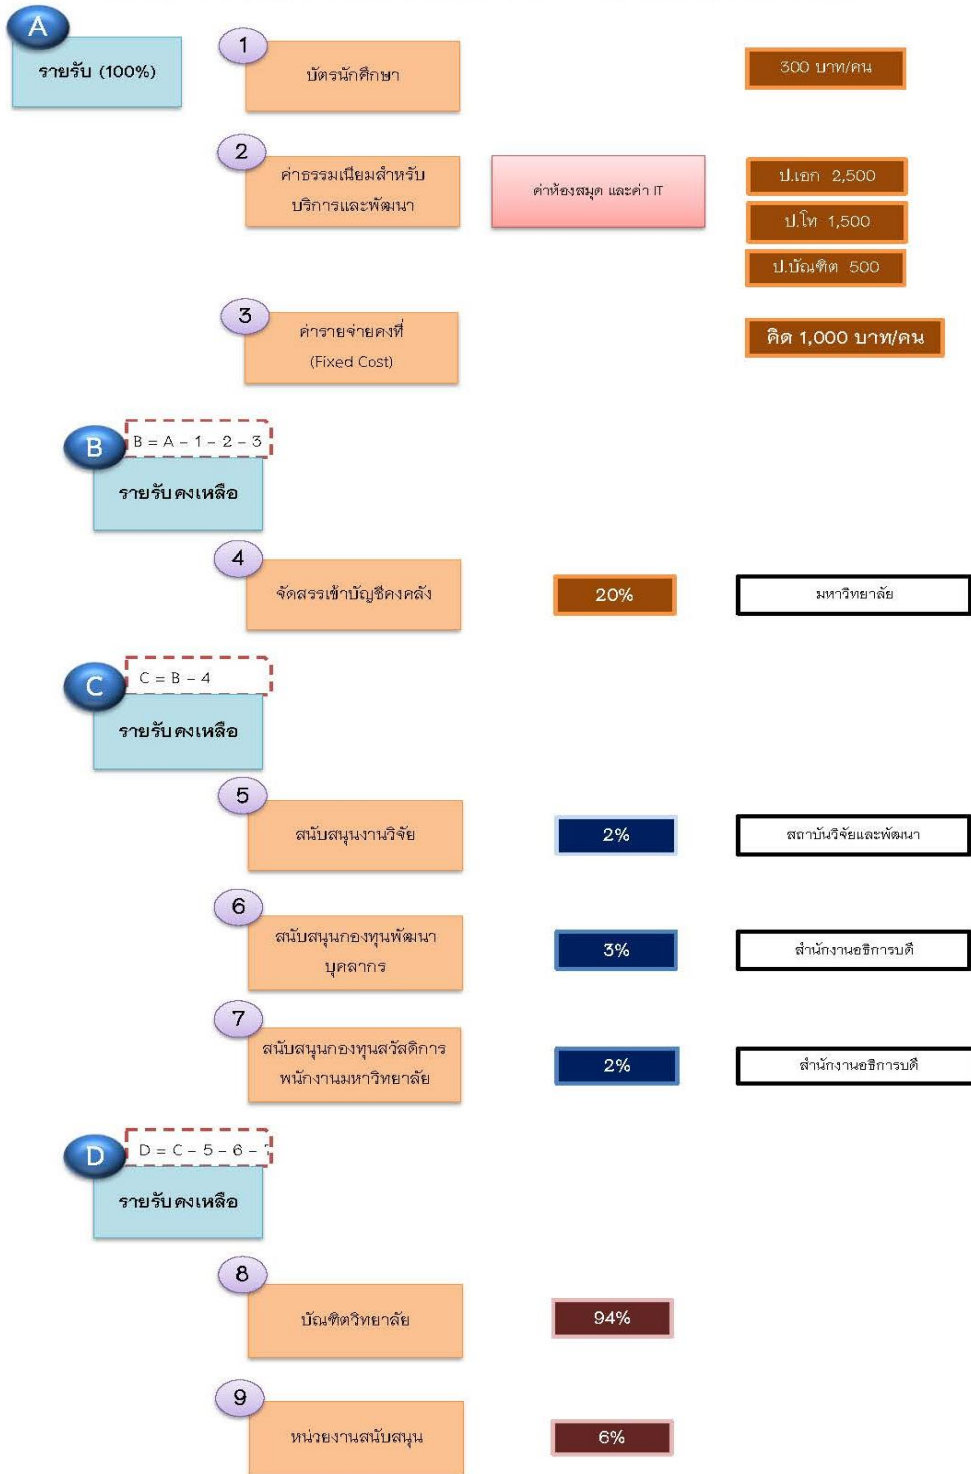 A
รายรับ (100%)
1
บัตรนักศึกษา
300 บาท/คน
2
ค่าธรรมเนียมสำหรับ
บริการและพัฒนา
ค่าห้องสมุด และค่า IT
ป.เอก 2,500
ป.โท 1,500
ป.บัณฑิต 500
3
ค่ารายจ่ายคงที่
(Fixed Cost)
คิด 1,000 บาท/คน
B
B = A – 1 – 2 – 3
รายรับคงเหลือ
4
จัดสรรเข้าบัญชีคงคลัง
20%
มหาวิทยาลัย
C
C = B – 4
รายรับคงเหลือ
5
สนับสนุนงานวิจัย
2%
สถาบันวิจัยและพัฒนา
6
สนับสนุนกองทุนพัฒนา
บุคลากร
3%
สำนักงานอธิการบดี
7
สนับสนุนกองทุนสวัสดิการ
พนักงานมหาวิทยาลัย
2%
สำนักงานอธิการบดี
D
D = C – 5 – 6 –
รายรับคงเหลือ
8
บัณฑิตวิทยาลัย
94%
9
หน่วยงานสนับสนุน
6%